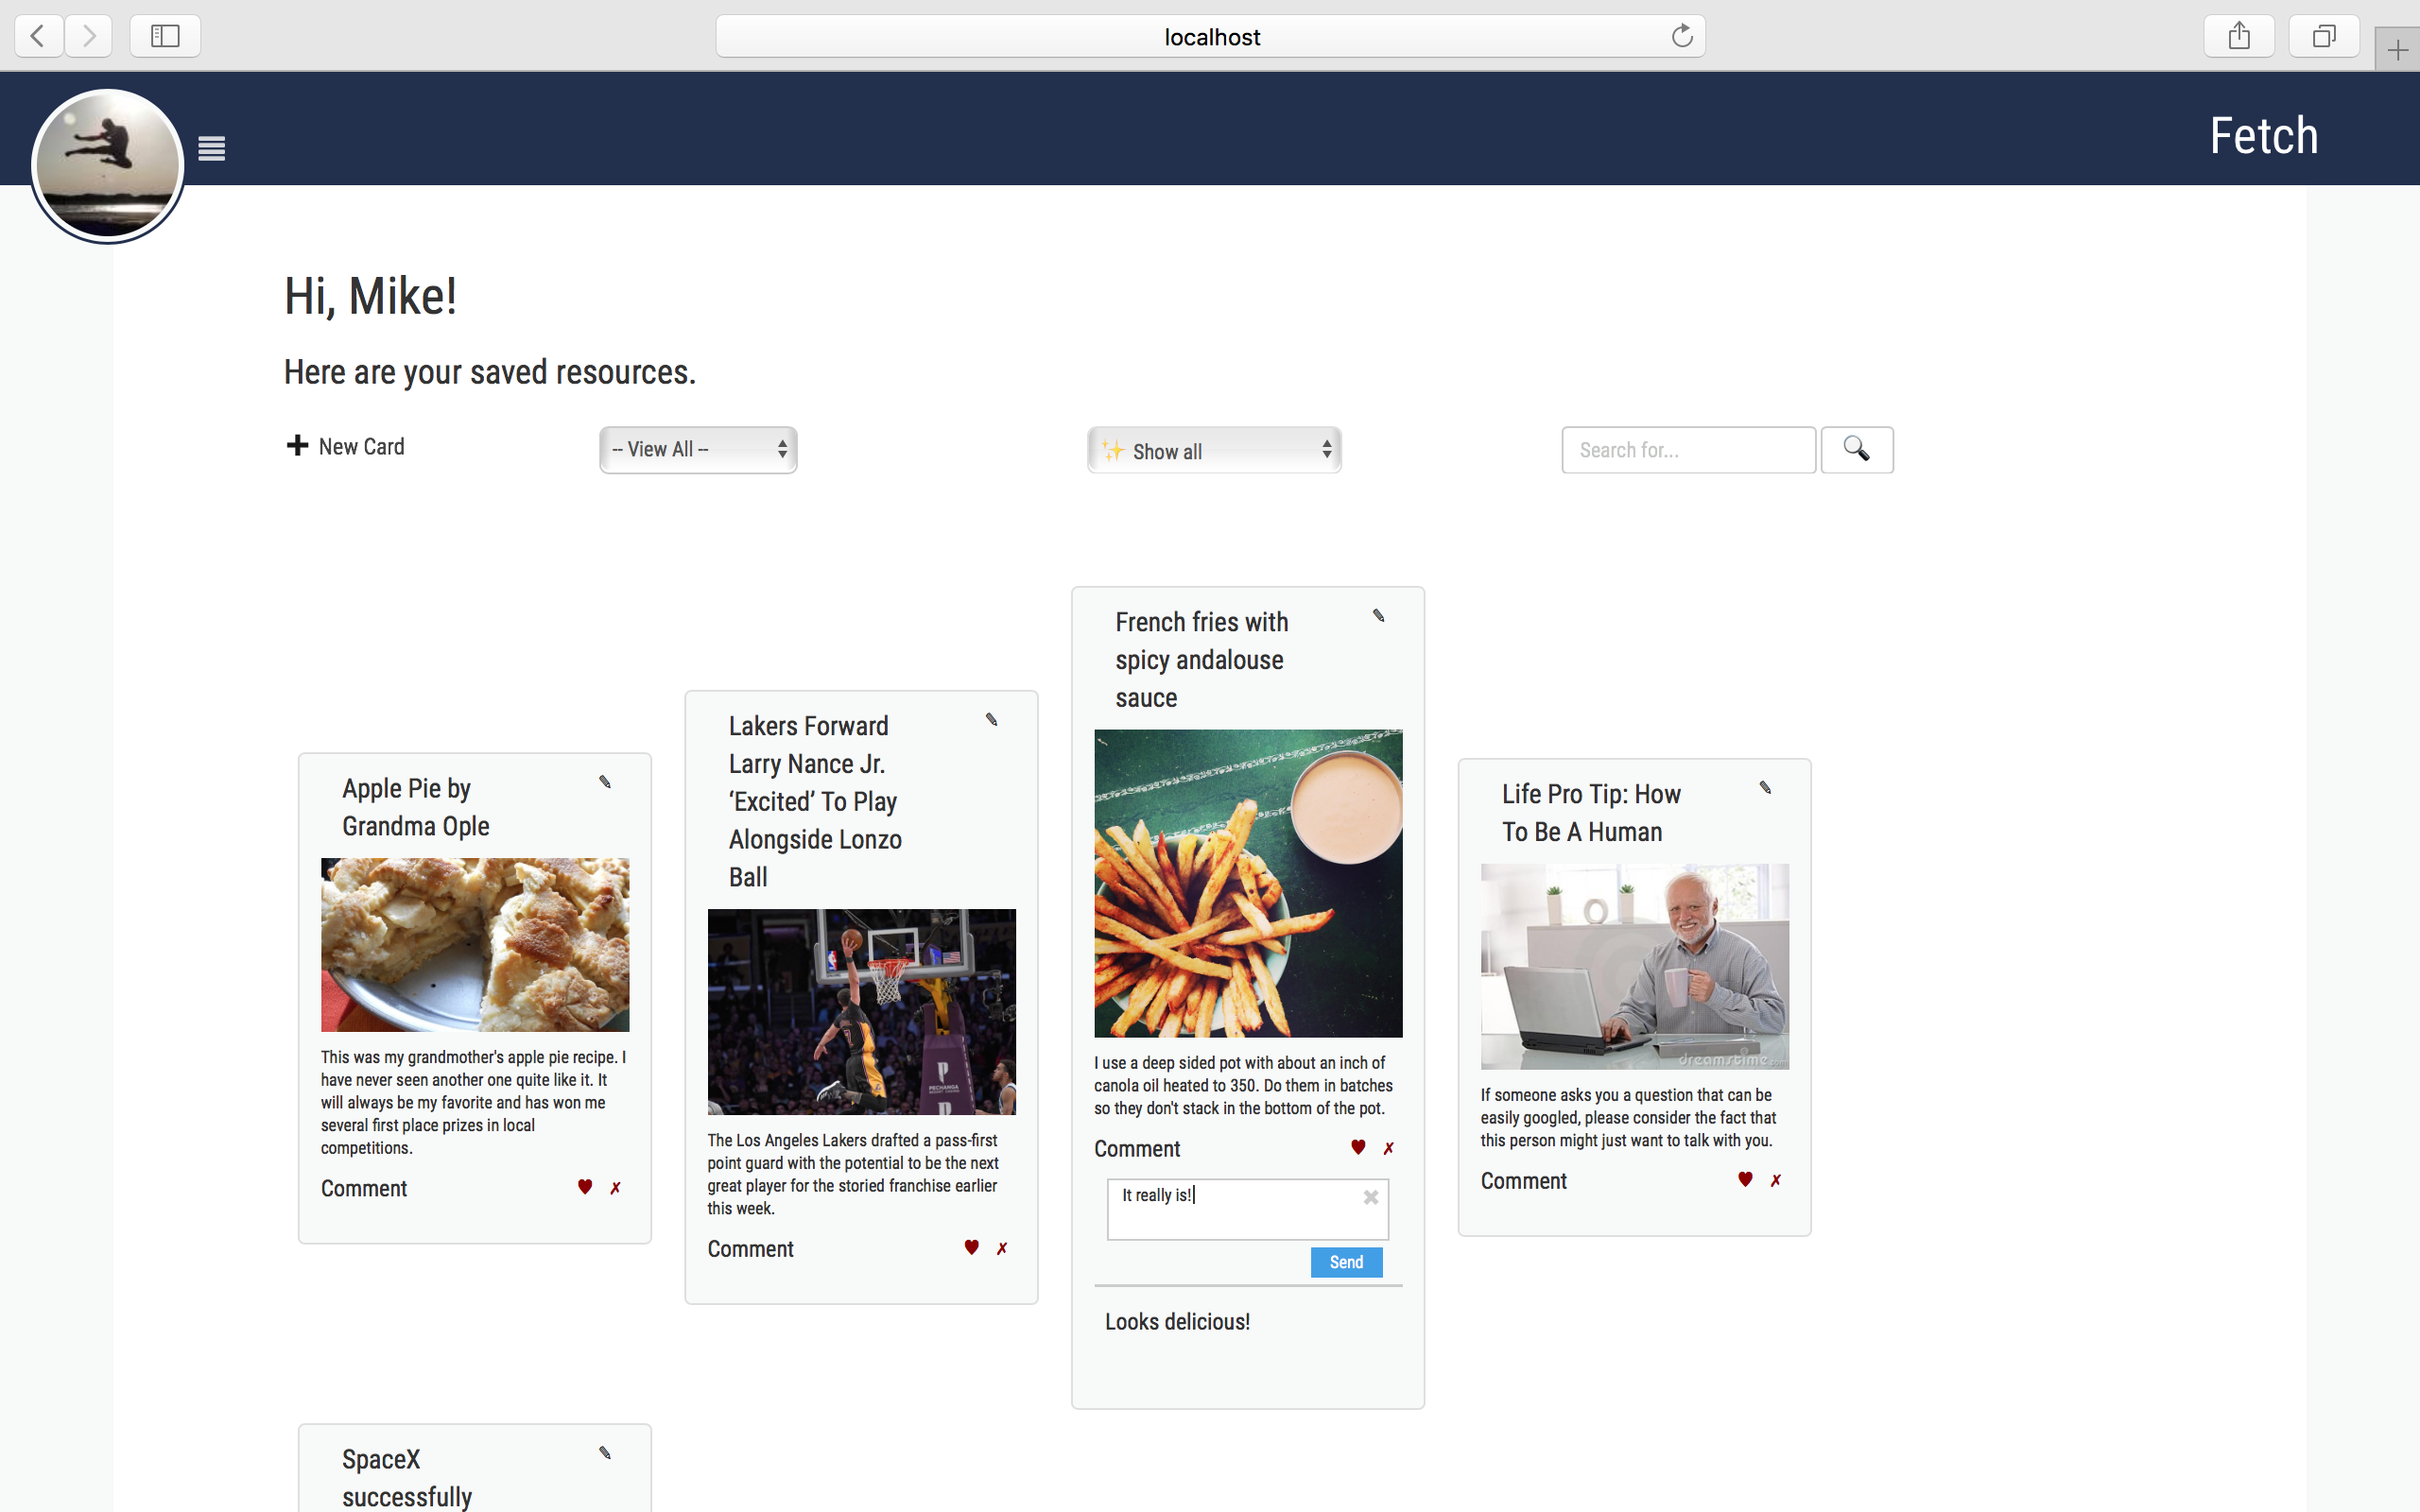 localhost
Fetch
Hi, Mike!
Here are your saved resources.
New Card
-- View All --
✨ Show all
Search for...
Apple Pie by
Grandma Ople
This was my grandmother's apple pie recipe. I
have never seen another one quite like it. It
will always be my favorite and has won me
several first place prizes in local
competitions.
Comment
Lakers Forward
Larry Nance Jr.
‘Excited’ To Play
Alongside Lonzo
Ball
PECHANGA
The Los Angeles Lakers drafted a pass-first
point guard with the potential to be the next
great player for the storied franchise earlier
this week.
Comment
French fries with
spicy andalouse
sauce
I use a deep sided pot with about an inch of
canola oil heated to 350. Do them in batches
so they don't stack in the bottom of the pot.
Comment
It really is!
Send
Looks delicious!
Life Pro Tip: How
To Be A Human
dreamstime
If someone asks you a question that can be
easily googled, please consider the fact that
this person might just want to talk with you.
Comment
SpaceX
successfully